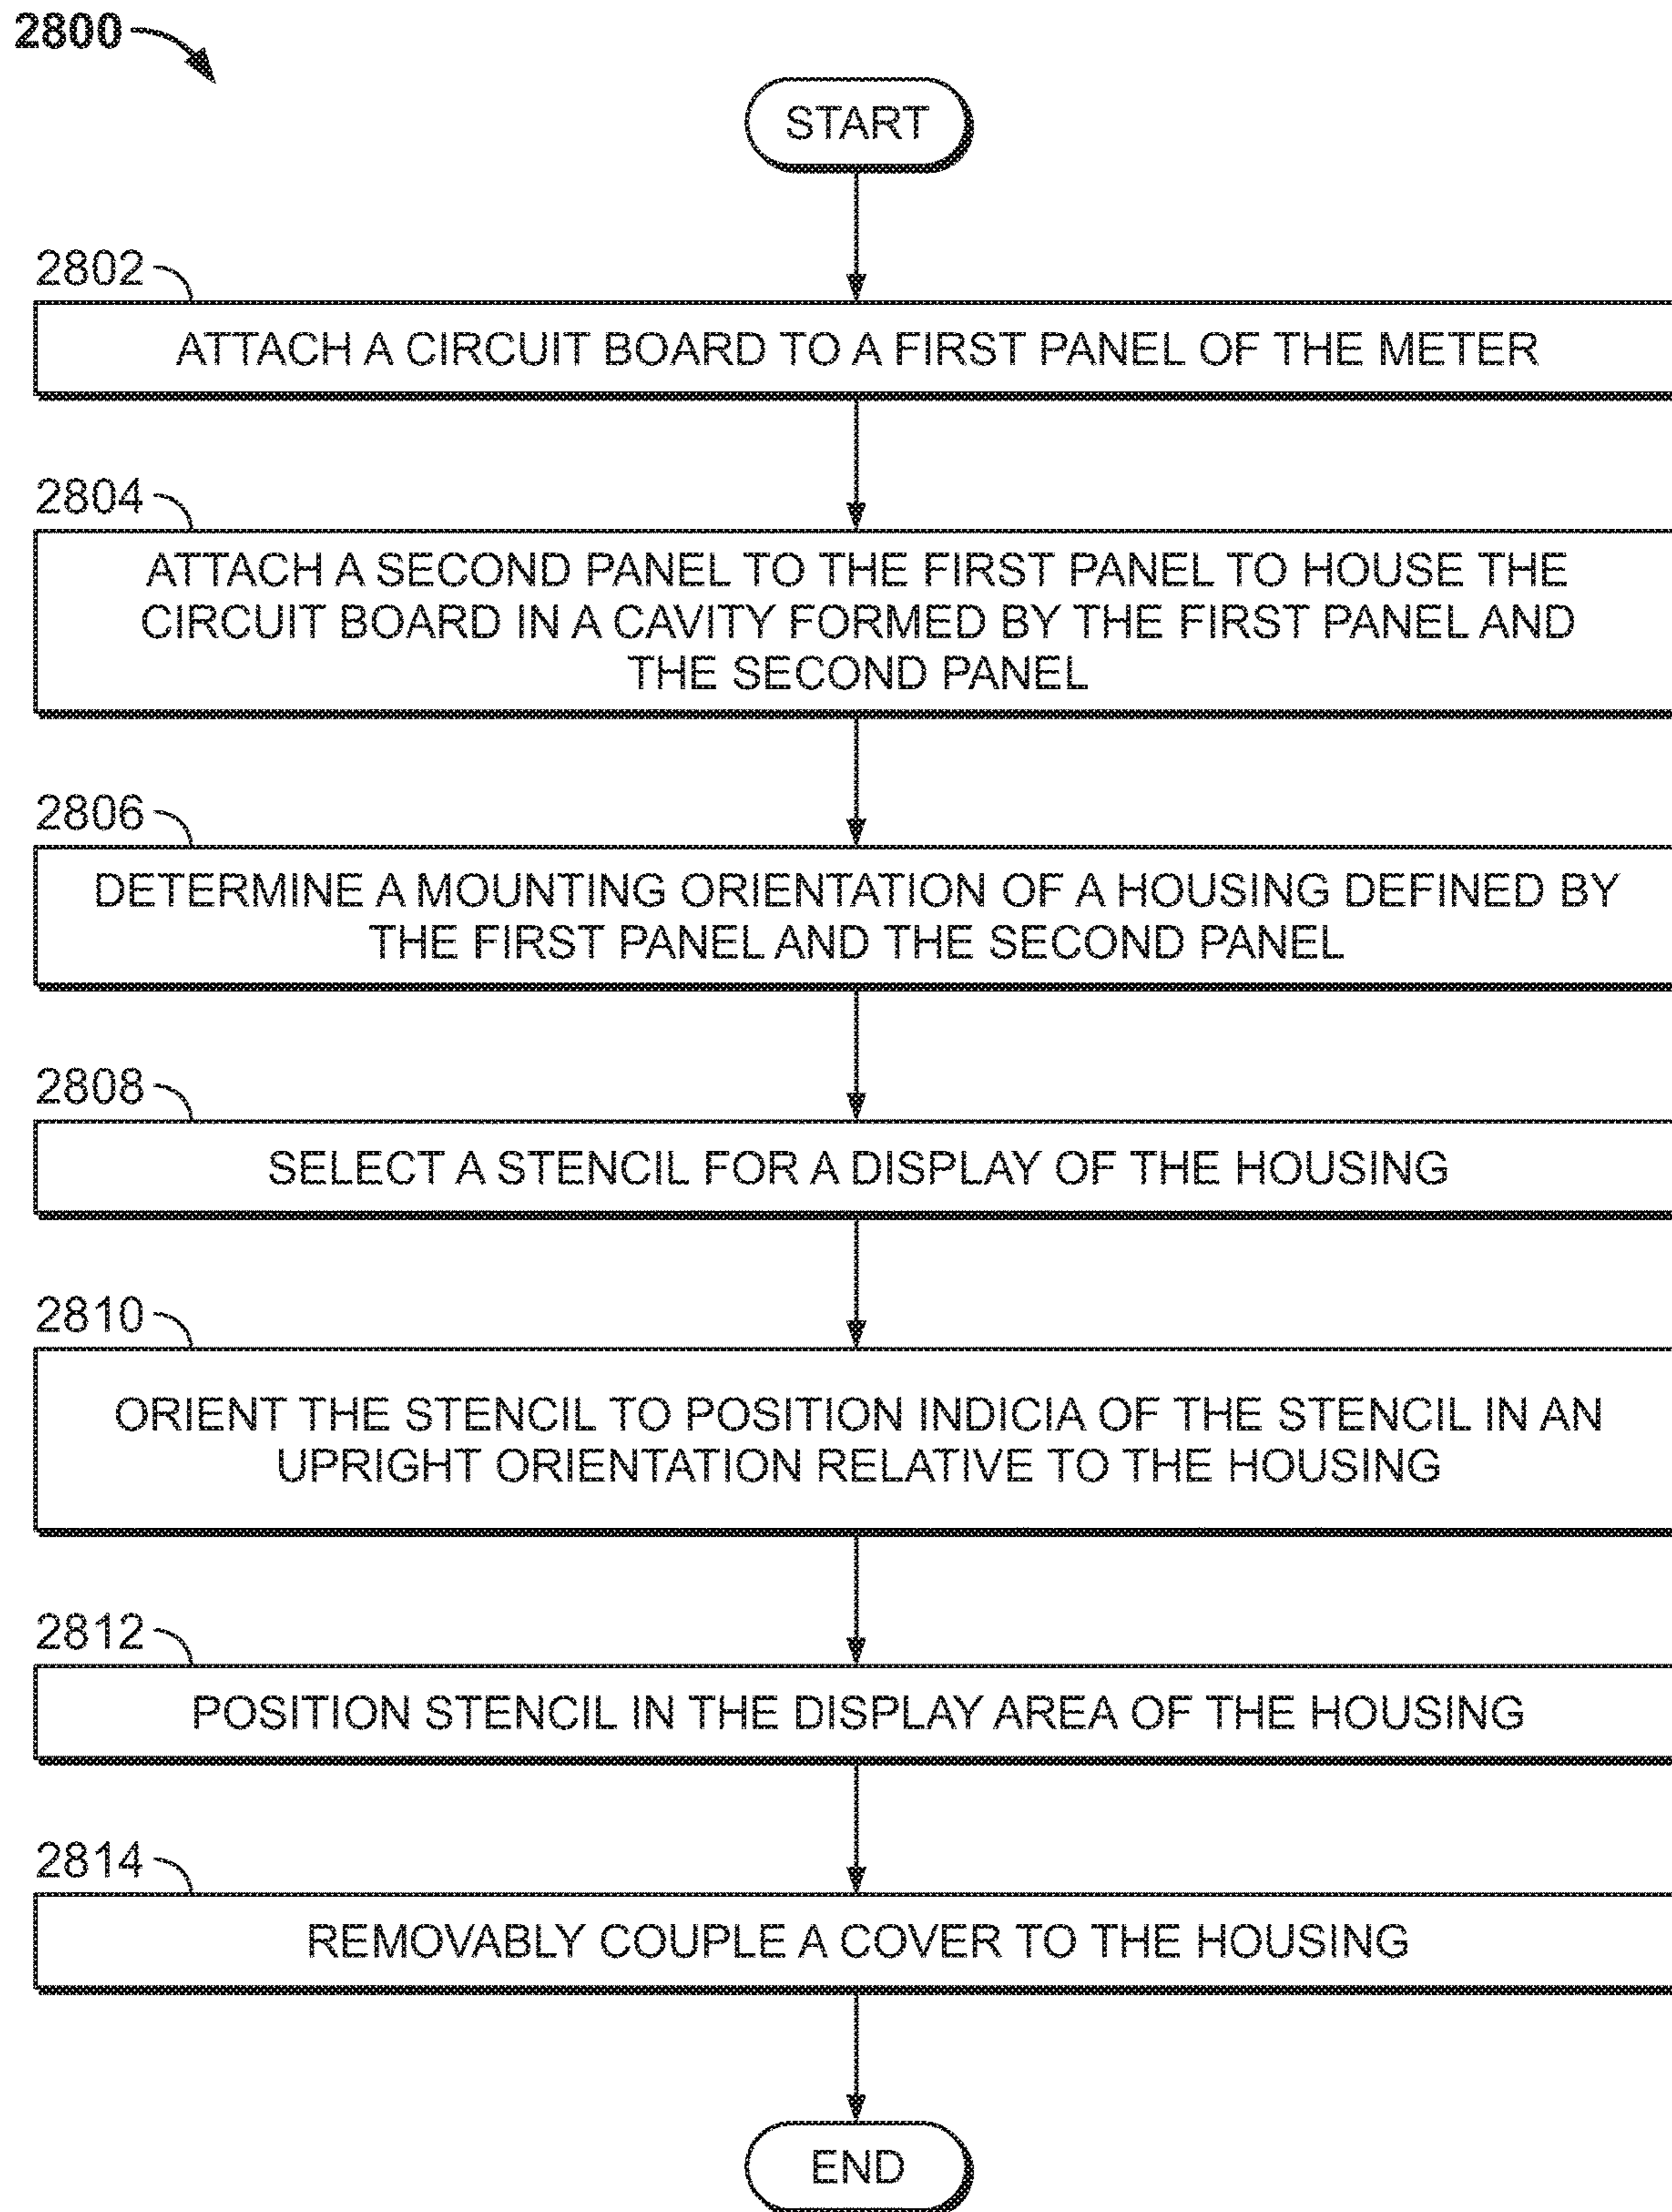 2800
START
2802
ATTACH A CIRCUIT BOARD TO A FIRST PANEL OF THE METER
2804
ATTACH A SECOND PANEL TO THE FIRST PANEL TO HOUSE THE
CIRCUIT BOARD IN A CAVITY FORMED BY THE FIRST PANEL AND
THE SECOND PANEL
2806
DETERMINE A MOUNTING ORIENTATION OF A HOUSING DEFINED BY
THE FIRST PANEL AND THE SECOND PANEL
2808
SELECT A STENCIL FOR A DISPLAY OF THE HOUSING
2810
ORIENT THE STENCIL TO POSITION INDICIA OF THE STENCIL IN AN
UPRIGHT ORIENTATION RELATIVE TO THE HOUSING
2812
POSITION STENCIL IN THE DISPLAY AREA OF THE HOUSING
2814
REMOVABLY COUPLE A COVER TO THE HOUSING
END